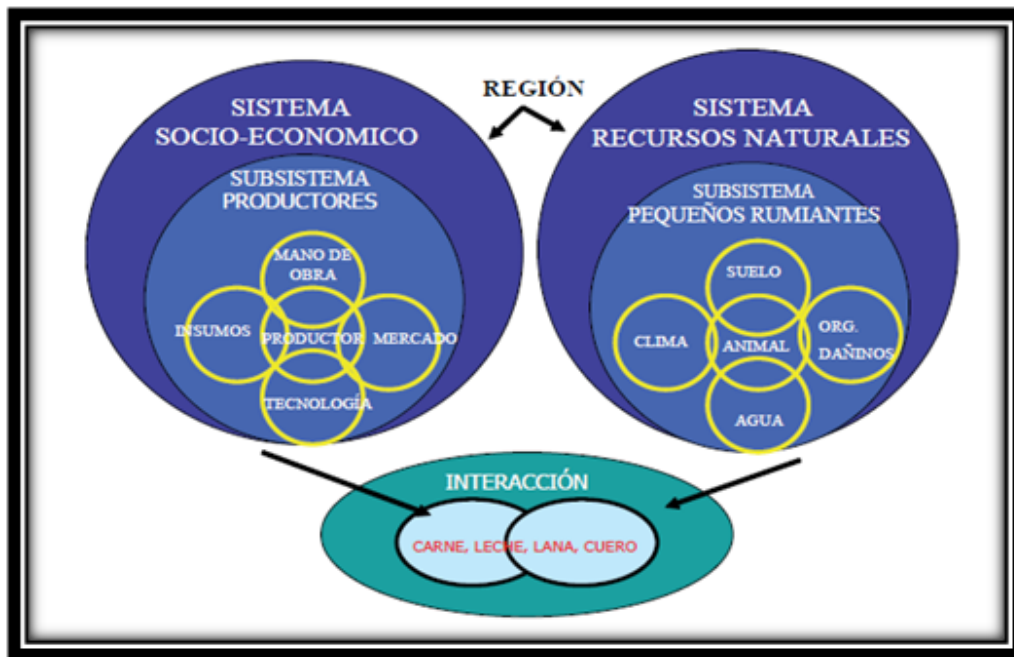 REGIÓN
SISTEMA
SOCIO-ECONOMICO
SUBSISTEMA
PRODUCTORES
MANO DE
OBRA
INSUMOS
PRODUCTOR
MERCADO
TECNOLOGÍA
SISTEMA
RECURSOS NATURALES
SUBSISTEMA
PEQUEÑOS RUMIANTES
SUELO
CLIMA
ANIMAL
ORG.
DAÑINOS
AGUA
INTERACCIÓN
CARNE, LECHE, LANA, CUERO